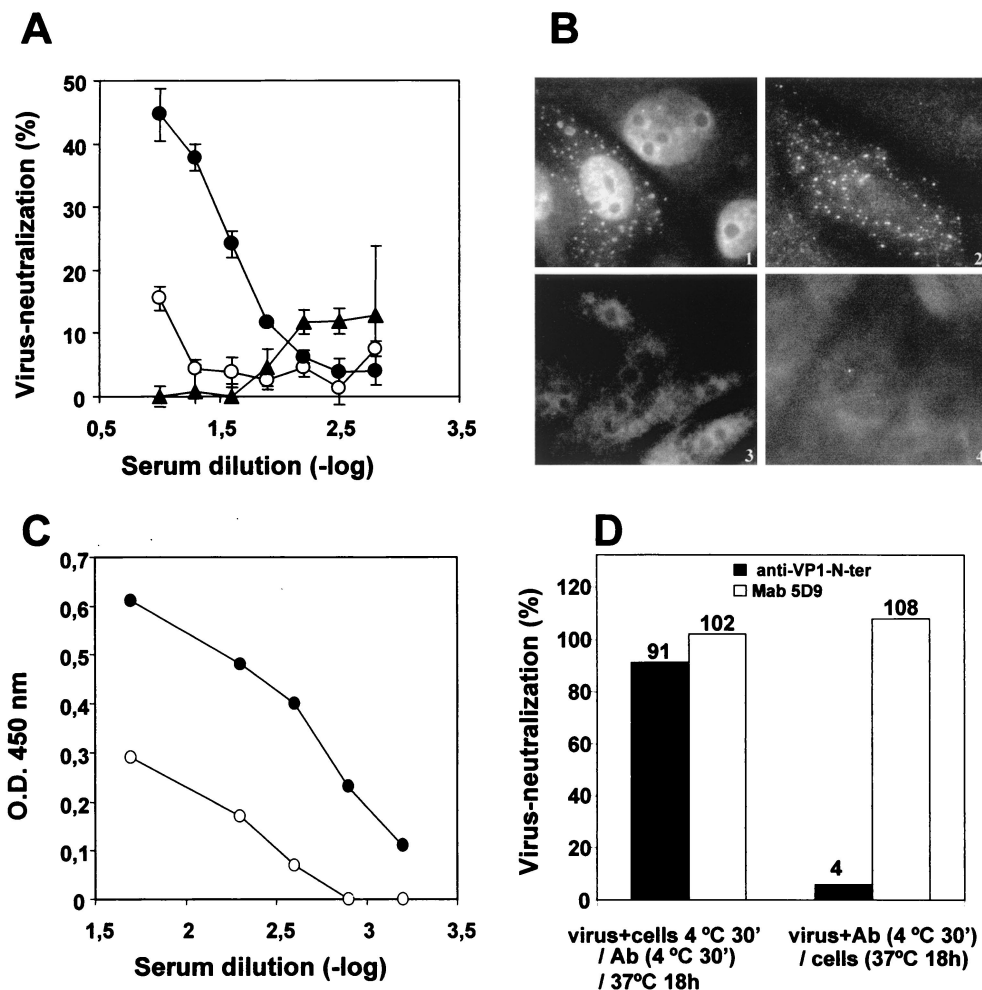 A
B
Virus-neutralization (%)
50
40
30
20
10
0
0,5
1,5
2,5
3,5
Serum dilution (-log)
1
2
3
4
C
D
O.D. 450 nm
0,7
0,6
0,5
0,4
0,3
0,2
0,1
0
1,5
2
2,5
3
3,5
Serum dilution (-log)
Virus-neutralization (%)
120
100
80
60
40
20
0
anti-VP1-N-ter
Mab 5D9
91
102
4
108
virus+cells 4 ºC 30'
/ Ab (4 ºC 30')
/ 37ºC 18h
virus+Ab (4 ºC 30')
/ cells (37ºC 18h)